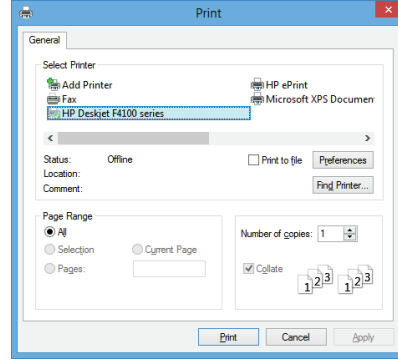 Print
General
Select Printer
Add Printer
HP ePrint
Fax
Microsoft XPS Documen
HP Deskjet F4100 series
Status: Offline
Print to file
Preferences
Location:
Comment:
Find Printer...
Page Range
All
Selection
Current Page
Pages:
Number of copies: 1
Collate
1 2 3 1 2 3
Print
Cancel
Apply